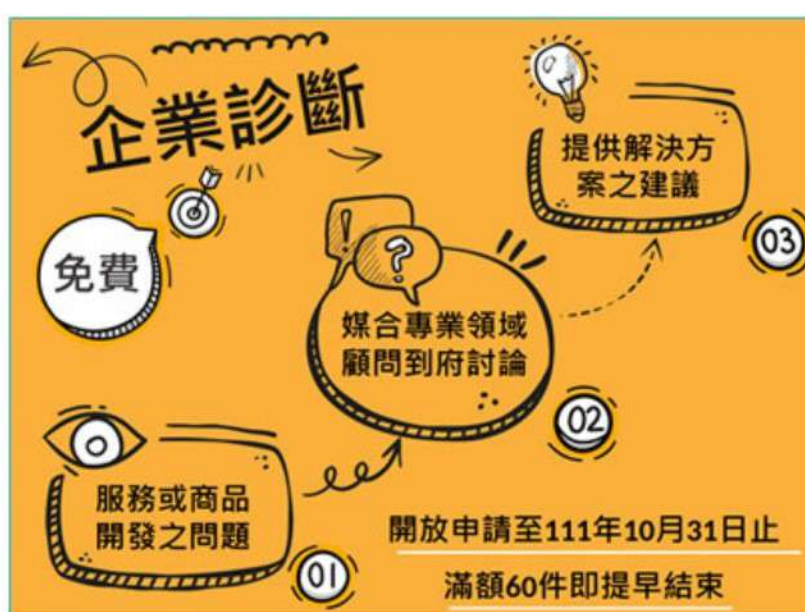 企業診斷
免費
服務或商品
開發之問題
01
媒合專業領域
顧問到府討論
02
提供解決方
案之建議
03
開放申請至111年10月31日止
滿額60件即提早結束